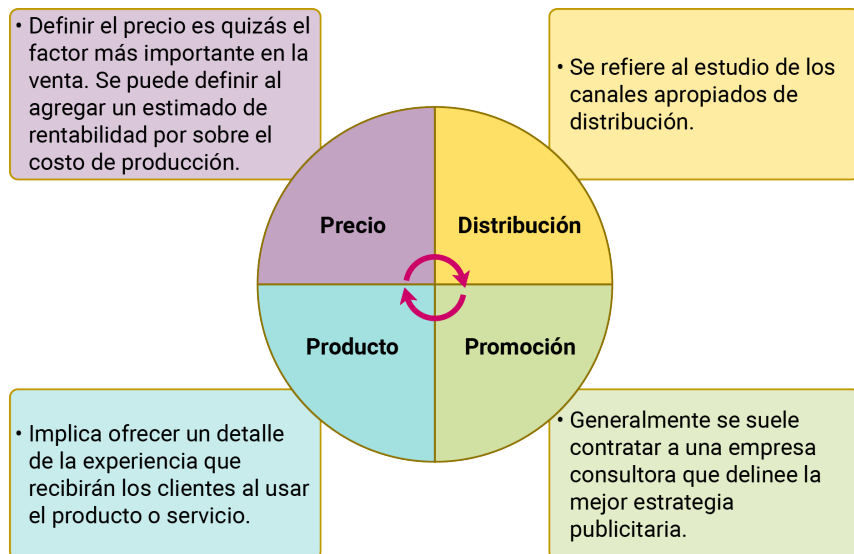 • Definir el precio es quizás el
factor más importante en la
venta. Se puede definir al
agregar un estimado de
rentabilidad por sobre el
costo de producción.
• Se refiere al estudio de los
canales apropiados de
distribución.
Precio
Distribución
Producto
Promoción
• Implica ofrecer un detalle
de la experiencia que
recibirán los clientes al usar
el producto o servicio.
• Generalmente se suele
contratar a una empresa
consultora que delinee la
mejor estrategia
publicitaria.